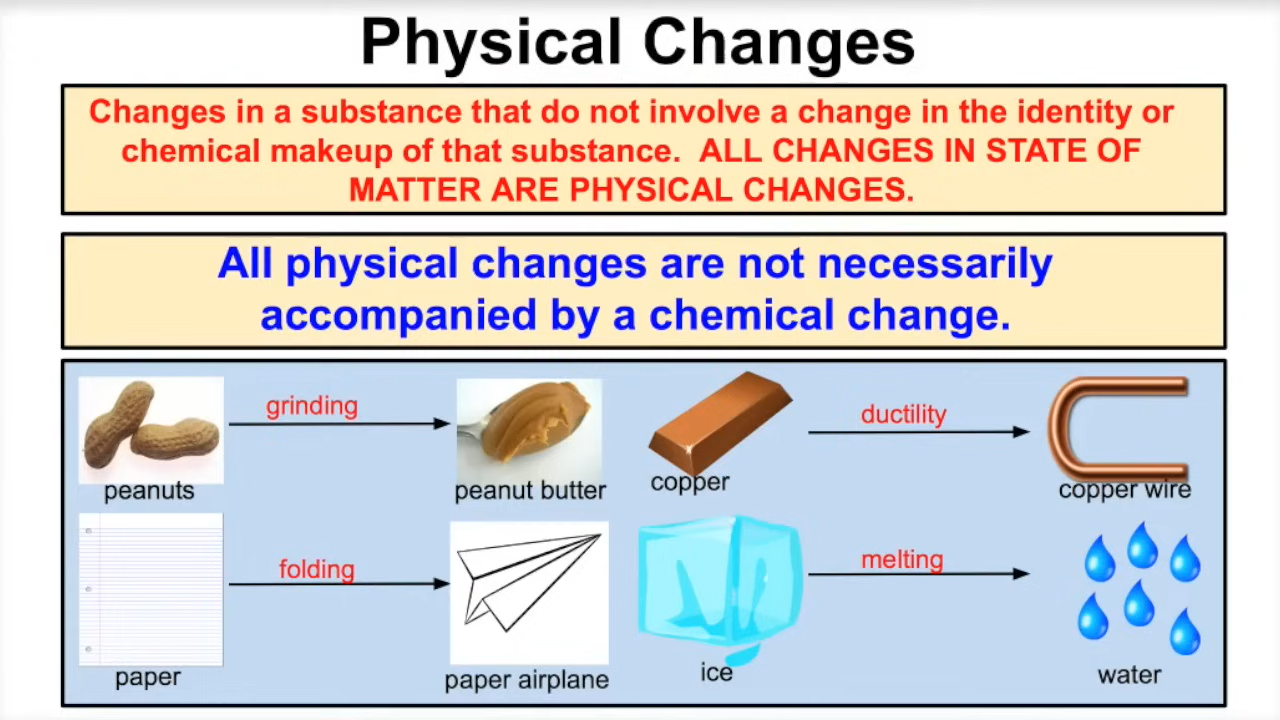 Physical Changes
Changes in a substance that do not involve a change in the identity or
chemical makeup of that substance.  ALL CHANGES IN STATE OF
MATTER ARE PHYSICAL CHANGES.
All physical changes are not necessarily
accompanied by a chemical change.
grinding
peanuts
peanut butter
ductility
copper
copper wire
folding
paper
paper airplane
melting
ice
water